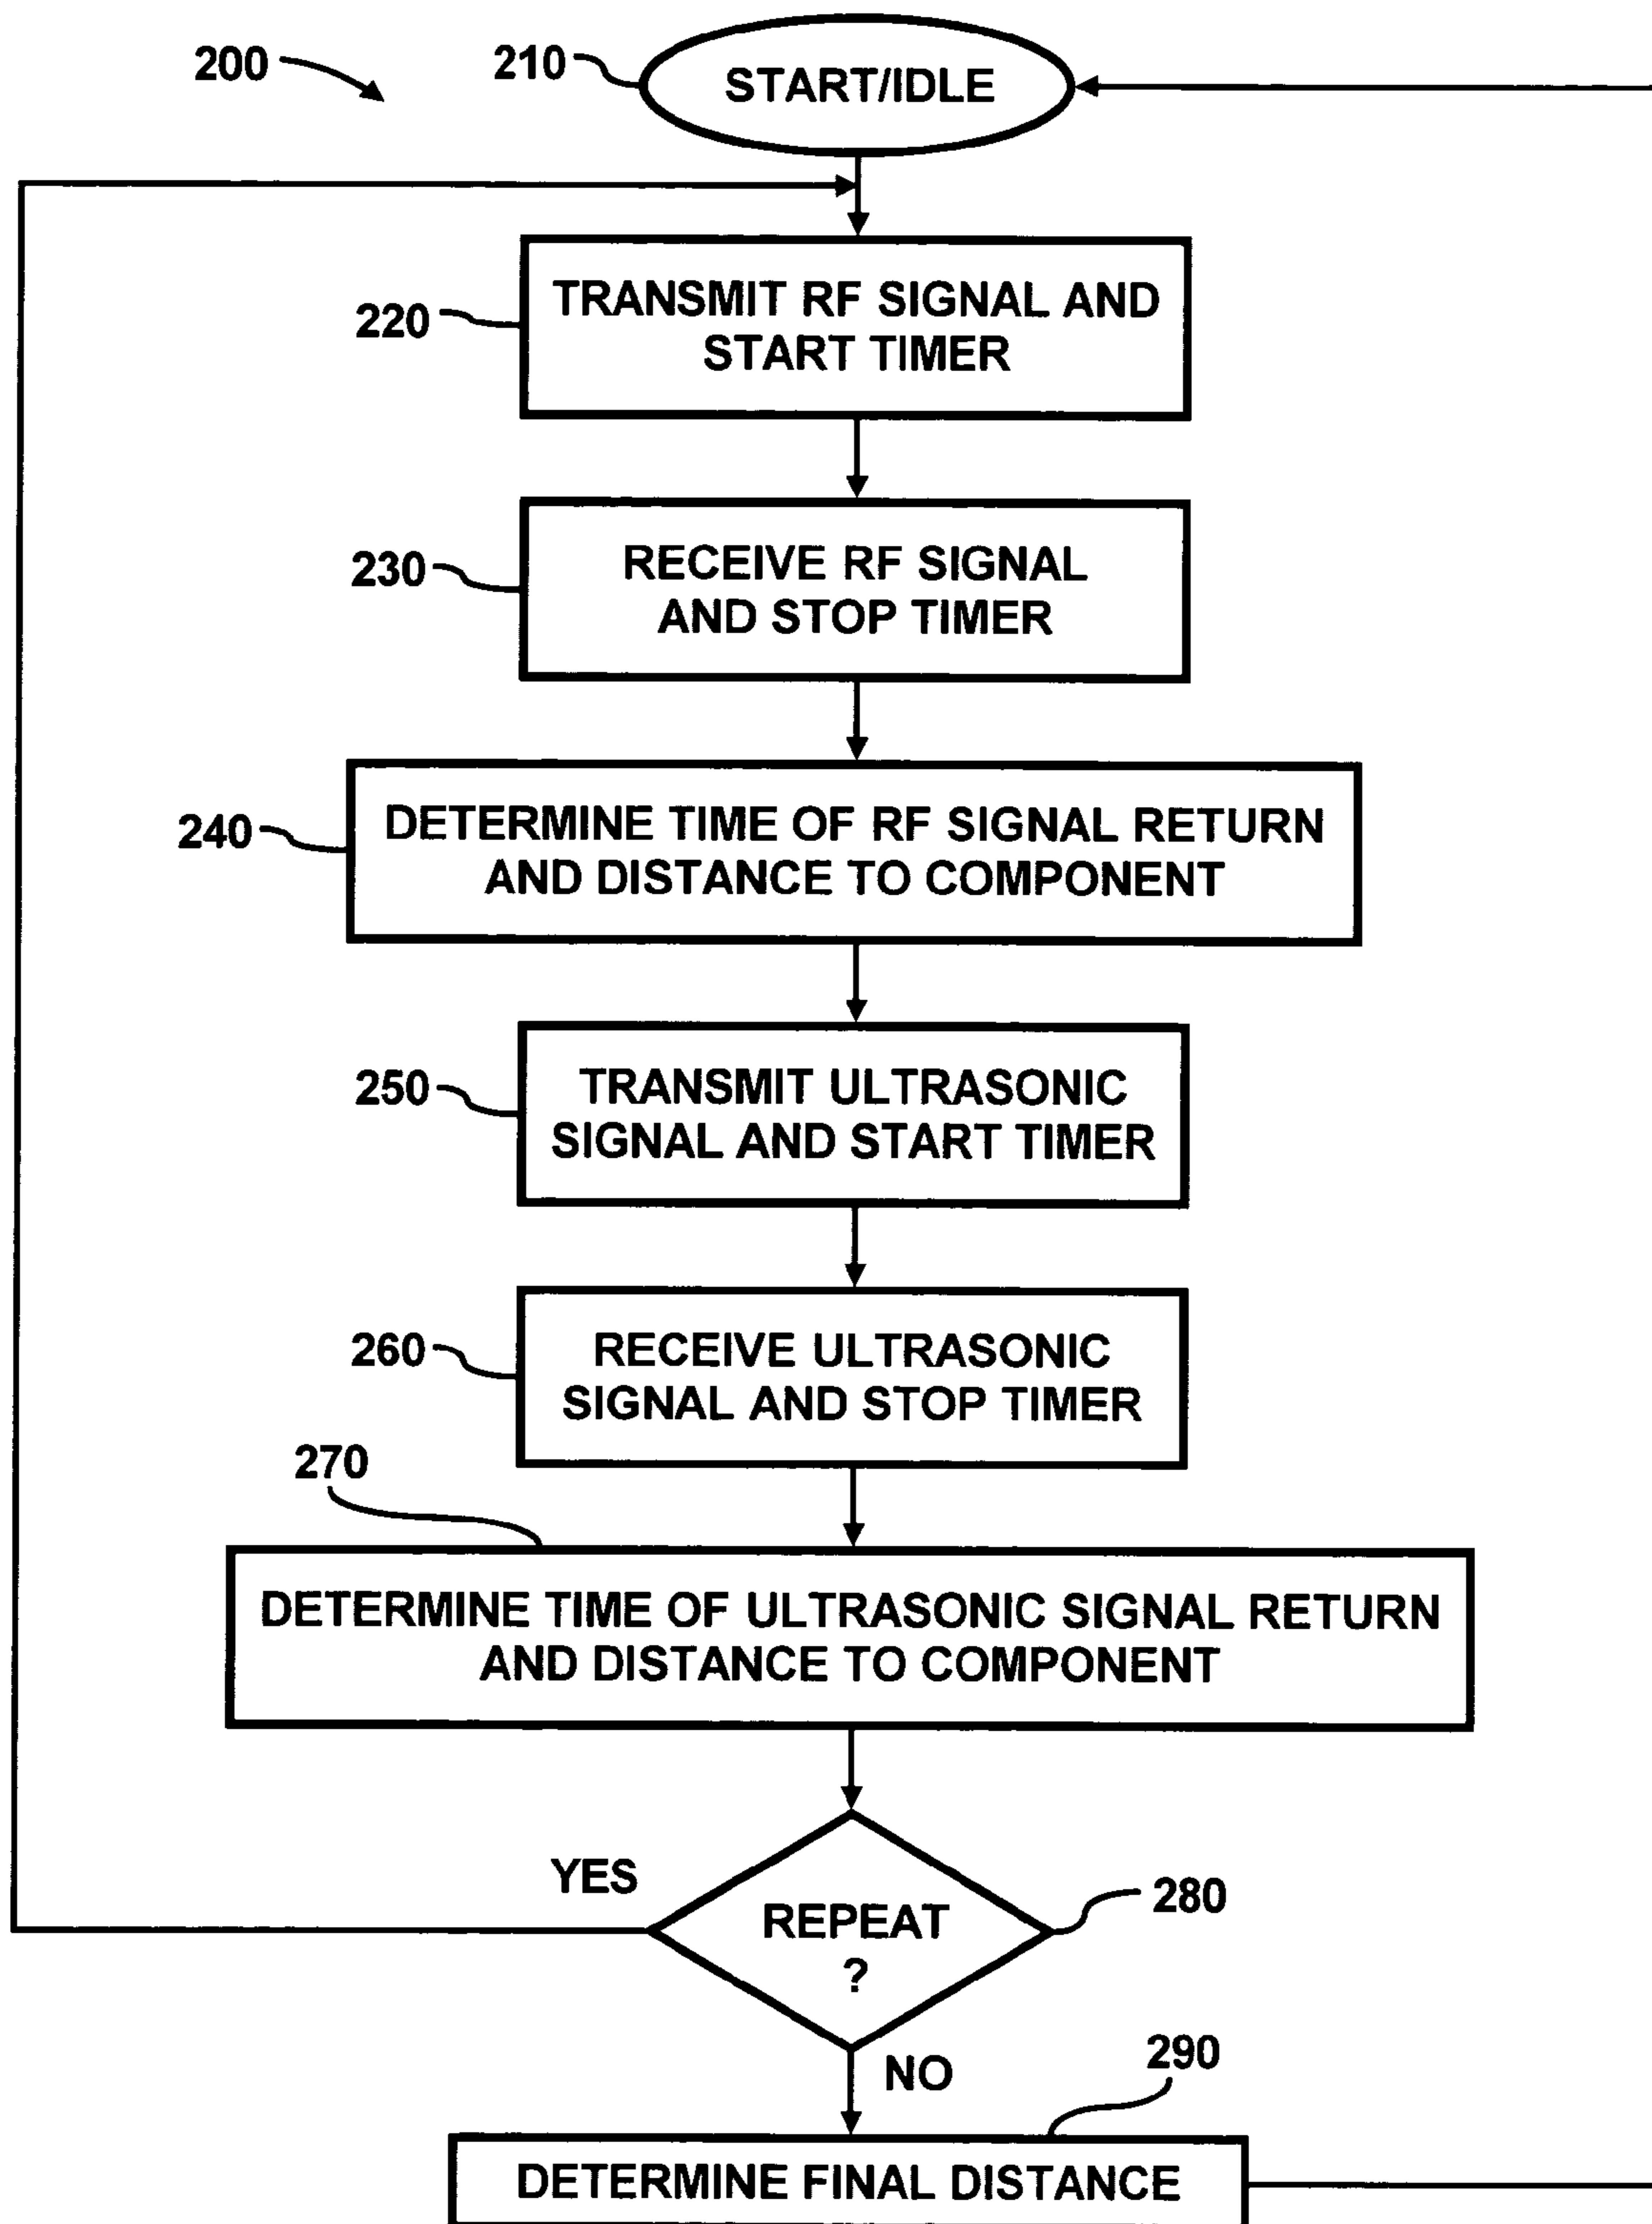 200
210
START/IDLE
220
TRANSMIT RF SIGNAL AND
START TIMER
230
RECEIVE RF SIGNAL
AND STOP TIMER
240
DETERMINE TIME OF RF SIGNAL RETURN
AND DISTANCE TO COMPONENT
250
TRANSMIT ULTRASONIC
SIGNAL AND START TIMER
260
RECEIVE ULTRASONIC
SIGNAL AND STOP TIMER
270
DETERMINE TIME OF ULTRASONIC SIGNAL RETURN
AND DISTANCE TO COMPONENT
YES
REPEAT
?
280
NO
290
DETERMINE FINAL DISTANCE